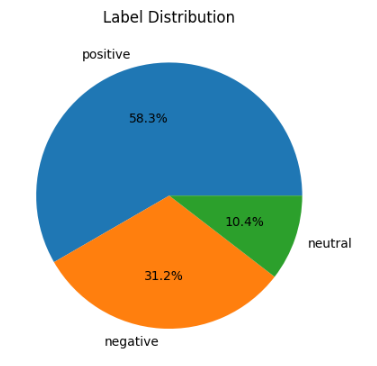 Label Distribution
positive
58.3%
10.4%
neutral
31.2%
negative